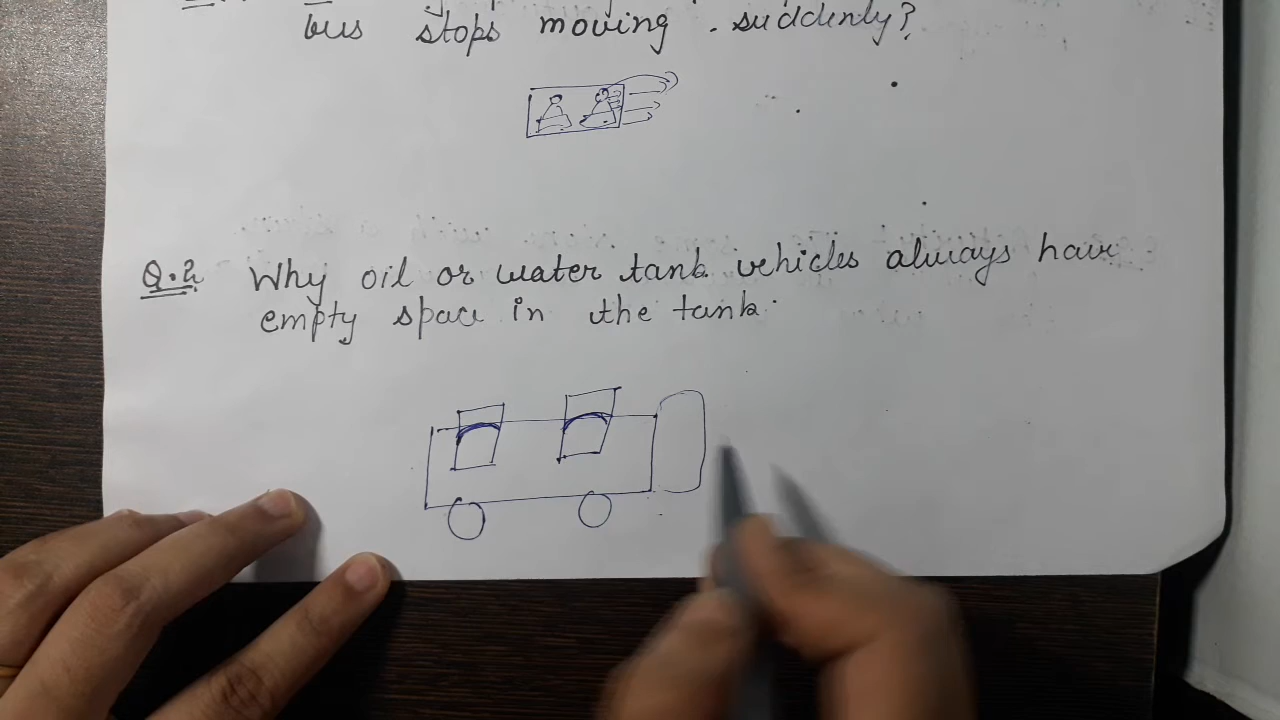 bus stops moving . suddenly?
Q.2 Why oil or water tank vehicles always have
empty space in the tank.